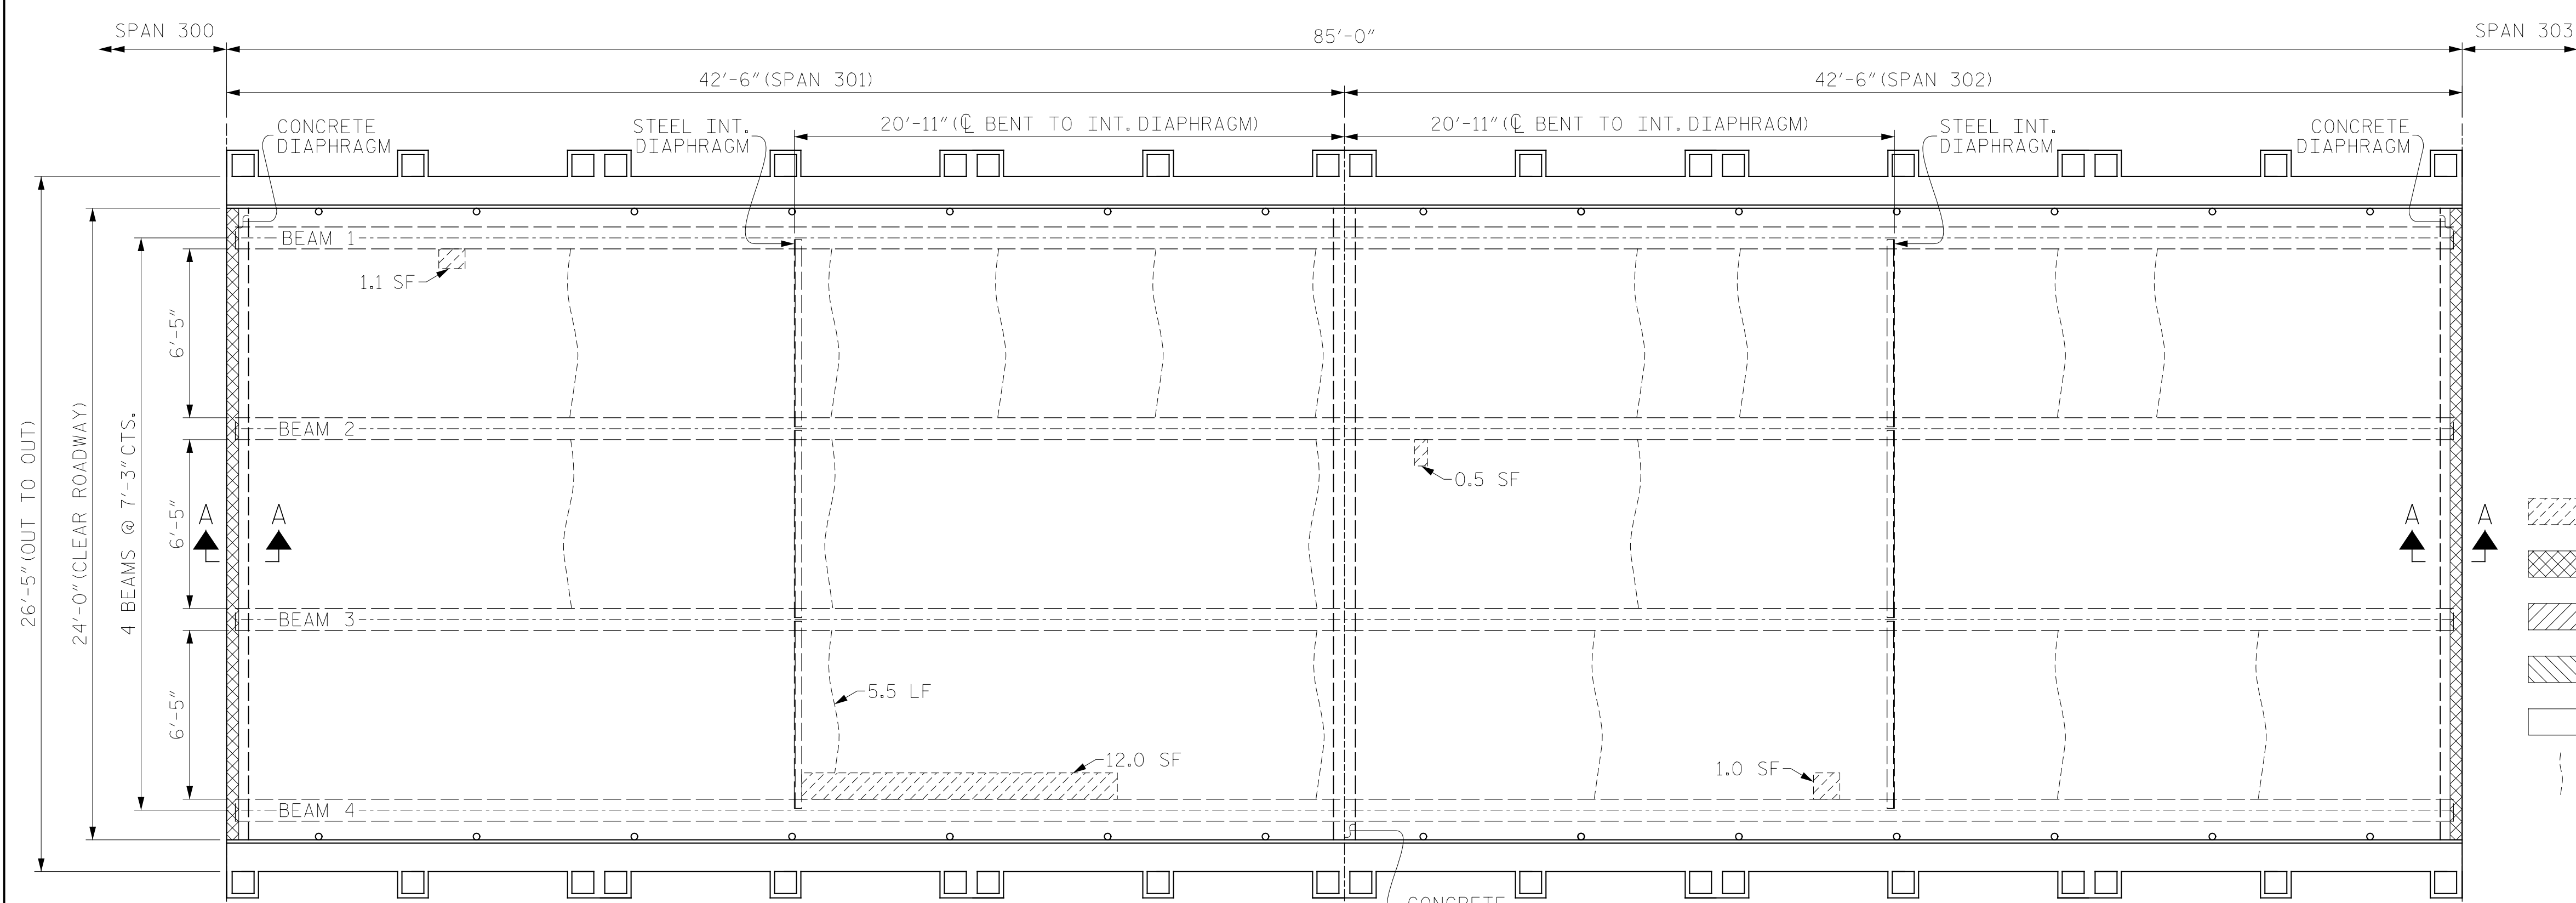 SPAN 300
85'-0"
SPAN 303
42'-6" (SPAN 301)
42'-6" (SPAN 302)
CONCRETE
DIAPHRAGM
STEEL INT.
DIAPHRAGM
20'-11" (℄ BENT TO INT. DIAPHRAGM)
20'-11" (℄ BENT TO INT. DIAPHRAGM)
STEEL INT.
DIAPHRAGM
CONCRETE
DIAPHRAGM
26'-5" (OUT TO OUT)
24'-0" (CLEAR ROADWAY)
4 BEAMS @ 7'-3" CTS.
6'-5"
6'-5"
6'-5"
BEAM 1
1.1 SF
BEAM 2
0.5 SF
A
A
A
A
BEAM 3
5.5 LF
12.0 SF
1.0 SF
BEAM 4
CONCRETE